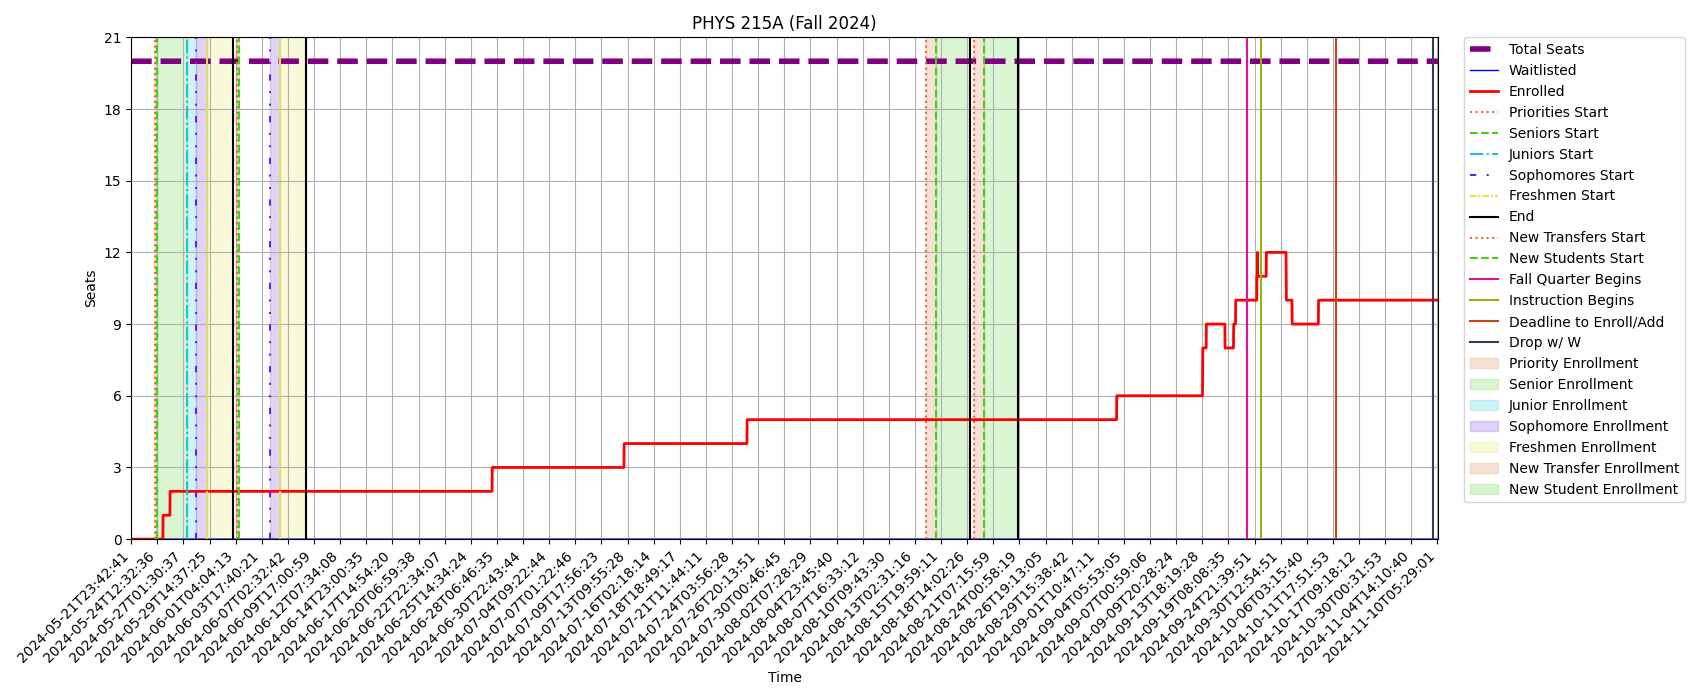 PHYS 215A (Fall 2024)
Seats
21
18
15
12
9
6
3
0
2024-05-21T23:42:41
2024-05-24T12:32:36
2024-05-27T01:30:37
2024-05-29T14:37:25
2024-06-01T04:04:13
2024-06-03T17:40:21
2024-06-07T02:32:42
2024-06-09T17:00:59
2024-06-12T07:34:08
2024-06-14T23:00:35
2024-06-17T14:54:20
2024-06-20T06:59:38
2024-06-22T22:34:07
2024-06-25T14:34:24
2024-06-28T06:46:35
2024-06-30T22:43:44
2024-07-04T09:22:44
2024-07-07T01:22:46
2024-07-09T17:56:23
2024-07-13T09:55:28
2024-07-16T02:18:14
2024-07-18T18:49:17
2024-07-21T11:44:11
2024-07-24T03:56:28
2024-07-26T20:13:51
2024-07-30T00:46:45
2024-08-02T07:28:29
2024-08-04T23:45:40
2024-08-07T16:33:12
2024-08-10T09:43:30
2024-08-13T02:31:16
2024-08-15T19:59:11
2024-08-18T14:02:26
2024-08-21T07:15:59
2024-08-24T00:58:19
2024-08-26T19:13:05
2024-08-29T15:38:42
2024-09-01T10:47:11
2024-09-04T05:53:05
2024-09-07T00:59:06
2024-09-09T20:28:24
2024-09-13T18:19:28
2024-09-19T08:08:35
2024-09-24T21:39:51
2024-09-30T12:54:51
2024-10-06T03:15:40
2024-10-11T17:51:53
2024-10-17T09:18:12
2024-10-30T00:31:53
2024-11-04T14:10:40
2024-11-10T05:29:01
Time
Total Seats
Waitlisted
Enrolled
Priorities Start
Seniors Start
Juniors Start
Sophomores Start
Freshmen Start
End
New Transfers Start
New Students Start
Fall Quarter Begins
Instruction Begins
Deadline to Enroll/Add
Drop w/ W
Priority Enrollment
Senior Enrollment
Junior Enrollment
Sophomore Enrollment
Freshmen Enrollment
New Transfer Enrollment
New Student Enrollment